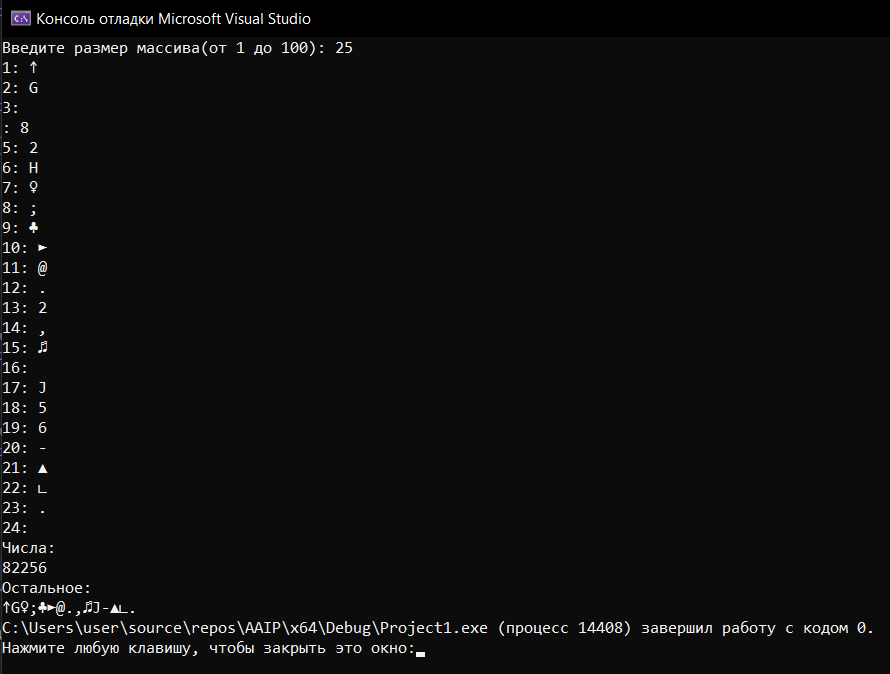 Консоль отладки Microsoft Visual Studio
Введите размер массива(от 1 до 100): 25
1: ↑
2: G
3:
: 8
5: 2
6: H
7: ♀
8: ;
9: ♣
10: ►
11: @
12: .
13: 2
14: ,
15: ♬
16:
17: J
18: 5
19: 6
20: -
21: ▲
22: ∟
23: .
24:
Числа:
82256
Остальное:
↑G♀;♣►@.,♬J-▲∟.
C:\Users\user\source\repos\AAIP\x64\Debug\Project1.exe (процесс 14408) завершил работу с кодом 0.
Нажмите любую клавишу, чтобы закрыть это окно: